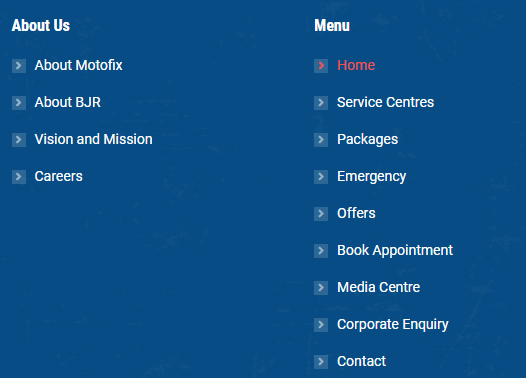 About Us
About Motofix
About BJR
Vision and Mission
Careers
Menu
Home
Service Centres
Packages
Emergency
Offers
Book Appointment
Media Centre
Corporate Enquiry
Contact